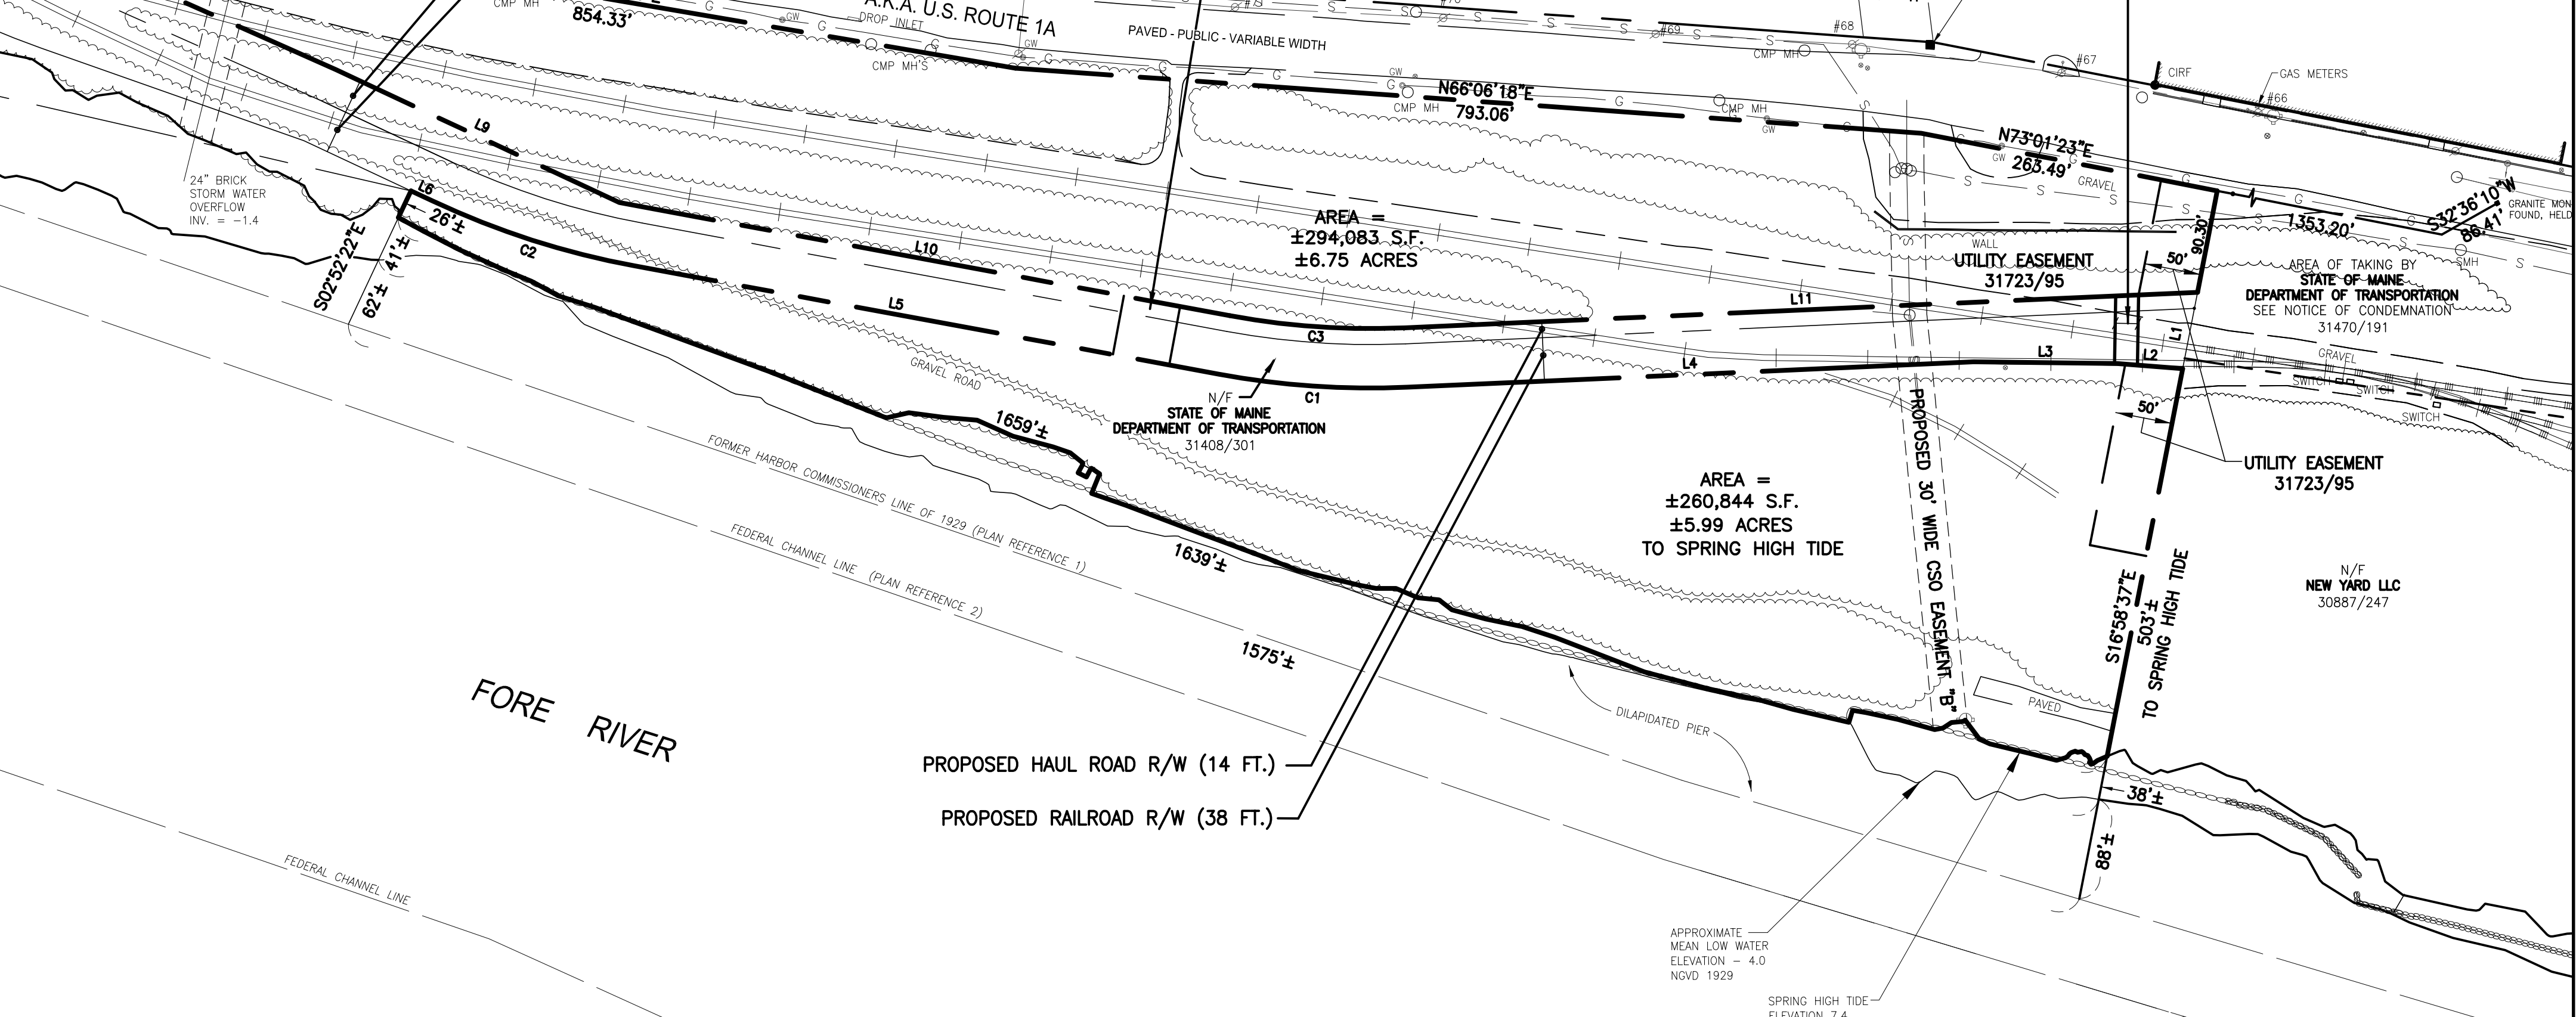 CMP MH
854.33'
G
A.K.A. U.S. ROUTE 1A
DROP INLET
GW
PAVED - PUBLIC - VARIABLE WIDTH
CMP MH'S
GW
#69
#68
CMP MH
#67
CIRF
GAS METERS
#66
GW
N66°06'18"E
793.06'
CMP MH
CMP MH
GW
N73°01'23"E
263.49'
GW
GRAVEL
S32°36'10"W
86.41'
GRANITE MON
FOUND, HELD
1353.20'
SMH
90.30'
50'
L9
24" BRICK
STORM WATER
OVERFLOW
INV. = -1.4
L6
26'±
S02°52'22"E
62'±
(41'±)
C2
L10
L5
AREA =
±294,083 S.F.
±6.75 ACRES
WALL
UTILITY EASEMENT
31723/95
AREA OF TAKING BY
STATE OF MAINE
DEPARTMENT OF TRANSPORTATION
SEE NOTICE OF CONDEMNATION
31470/191
L11
C3
L4
L3
L2
L1
GRAVEL
SWITCH
SWITCH
SWITCH
GRAVEL ROAD
N/F
STATE OF MAINE
DEPARTMENT OF TRANSPORTATION
31408/301
C1
50'
1659'±
UTILITY EASEMENT
31723/95
FORMER HARBOR COMMISSIONERS LINE OF 1929 (PLAN REFERENCE 1)
FEDERAL CHANNEL LINE (PLAN REFERENCE 2)
1639'±
AREA =
±260,844 S.F.
±5.99 ACRES
TO SPRING HIGH TIDE
PROPOSED 30' WIDE CSO EASEMENT "B"
S16°58'37"E
503'±
TO SPRING HIGH TIDE
N/F
NEW YARD LLC
30887/247
1575'±
FORE RIVER
DILAPIDATED PIER
PAVED
PROPOSED HAUL ROAD R/W (14 FT.)
PROPOSED RAILROAD R/W (38 FT.)
38'±
88'±
FEDERAL CHANNEL LINE
APPROXIMATE
MEAN LOW WATER
ELEVATION - 4.0
NGVD 1929
SPRING HIGH TIDE
ELEVATION 7.4